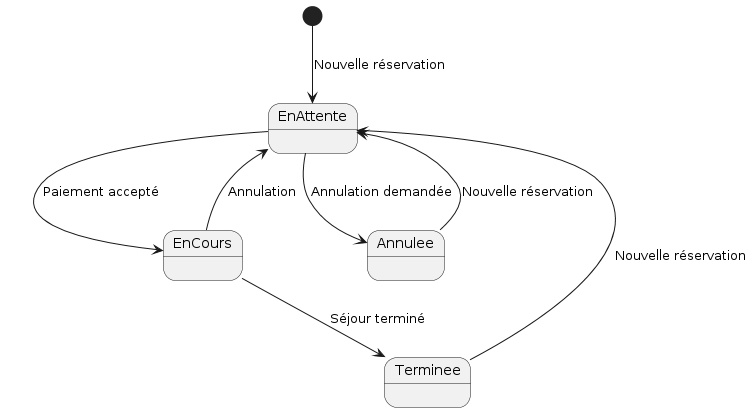 Nouvelle réservation
EnAttente
Paiement accepté
Annulation
Annulation demandée
Nouvelle réservation
EnCours
Annulee
Nouvelle réservation
Séjour terminé
Terminee